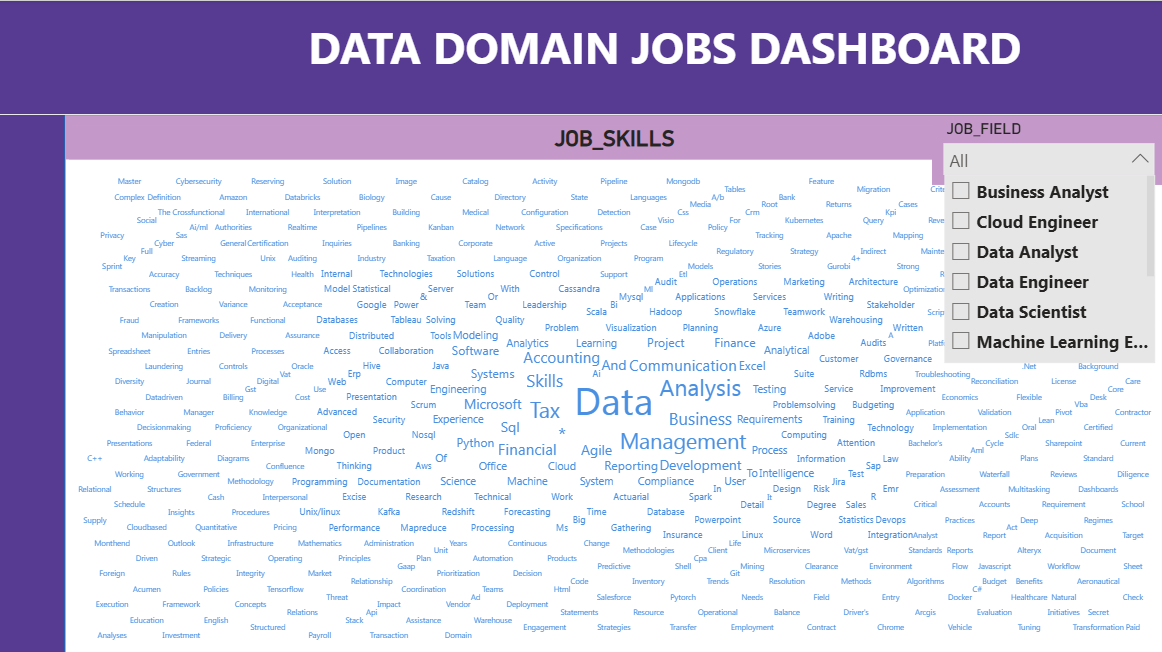 DATA DOMAIN JOBS DASHBOARD
JOB_SKILLS
JOB_FIELD
All
Business Analyst
Cloud Engineer
Data Analyst
Data Engineer
Data Scientist
Machine Learning E...
Master Cybersecurity Reserving Solution Image Catalog Activity Pipeline Mongodb Feature
Tables Migration
Complex Definition Amazon Databricks Biology Cause Directory State Languages A/b Bank
Media Root Returns Cases
The Crossfunctional International Interpretation Building Medical Configuration Detection Css Crm Kpi
Social Visio For Kubernetes Query
Ai/ml Authorities Realtime Pipelines Kanban Network Specifications Case Policy
Privacy Sas Tracking Apache Mapping
Cyber General Certification Inquiries Banking Corporate Active Projects Lifecycle
Full Regulatory Strategy Indirect
Key Streaming Unix Auditing Industry Taxation Language Organization Program 4+
Sprint Models Stories Gurobi Strong
Accuracy Techniques Health Internal Technologies Solutions Control Support Etl
Audit Operations Marketing Architecture
Transactions Backlog Monitoring Model Statistical Server With Cassandra Ml
& Or Mysql Applications Services Writing
Creation Variance Acceptance Google Power Team Leadership Bi Stakeholder
Scala Hadoop Snowflake Teamwork
Fraud Frameworks Functional Databases Tableau Solving Quality Warehousing
Problem Visualization Planning Azure Written
Manipulation Delivery Assurance Distributed Tools Modeling Adobe A
Analytics Learning Project Finance Audits
Spreadsheet Entries Processes Access Collaboration Software Analytical
Accounting Customer Governance
Laundering Controls Oracle Hive Java And Communication Excel .Net Background
Vat Erp Systems Ai Suite Rdbms Troubleshooting
Diversity Journal Digital Web Computer Skills Reconciliation License Care
Gst Use Engineering Analysis Testing Service Improvement Core
Datadriven Billing Cost Presentation Data Economics Flexible Desk
Scrum Microsoft Tax Problemsolving Budgeting Vba
Behavior Manager Knowledge Advanced Application Validation Pivot Contractor
Security Experience Business Requirements Training Lean
Decisionmaking Proficiency Organizational Sql Technology Implementation Oral Certified
Open Nosql * Computing Sdlc
Presentations Federal Enterprise Python Management Attention Bachelor's Cycle Sharepoint Current
Mongo Product Financial Agile Process Aml
C++ Adaptability Diagrams Of Information Law Ability Plans Standard
Confluence Thinking Aws Office Cloud Reporting Development Sap
Working Government To Intelligence Test Preparation Waterfall Reviews Diligence
Methodology Programming Documentation Science Machine System Compliance User Jira
Relational Structures In Design Risk Emr Assessment Multitasking Dashboards
Cash Interpersonal Excise Research Technical Work Actuarial Spark It R
Schedule Detail Degree Sales Critical Accounts Requirement School
Insights Procedures Unix/linux Kafka Redshift Forecasting Time Database
Supply Big Powerpoint Source Statistics Devops Practices Deep Regimes
Cloudbased Quantitative Pricing Performance Mapreduce Processing Ms Gathering Act
Insurance Linux Word Integration Analyst Report Acquisition Target
Monthend Outlook Infrastructure Mathematics Administration Years Continuous Change Life
Unit Methodologies Client Microservices Vat/gst Standards Reports Alteryx Document
Driven Strategic Operating Principles Plan Automation Products Cpa
Gaap Predictive Shell Mining Clearance Environment Flow Javascript Workflow Sheet
Foreign Rules Integrity Market Prioritization Decision Git
Relationship Code Inventory Trends Resolution Methods Algorithms Budget Benefits Aeronautical
Acumen Policies Tensorflow Coordination Teams Html C#
Threat Ad Salesforce Pytorch Needs Field Entry Docker Healthcare Natural Check
Execution Framework Concepts Impact Vendor Deployment
Relations Api Statements Resource Operational Balance Driver's Arcgis Evaluation Initiatives Secret
Education English Stack Assistance Warehouse
Structured Engagement Strategies Transfer Employment Contract Chrome Vehicle Tuning Transformation Paid
Analyses Investment Payroll Transaction Domain